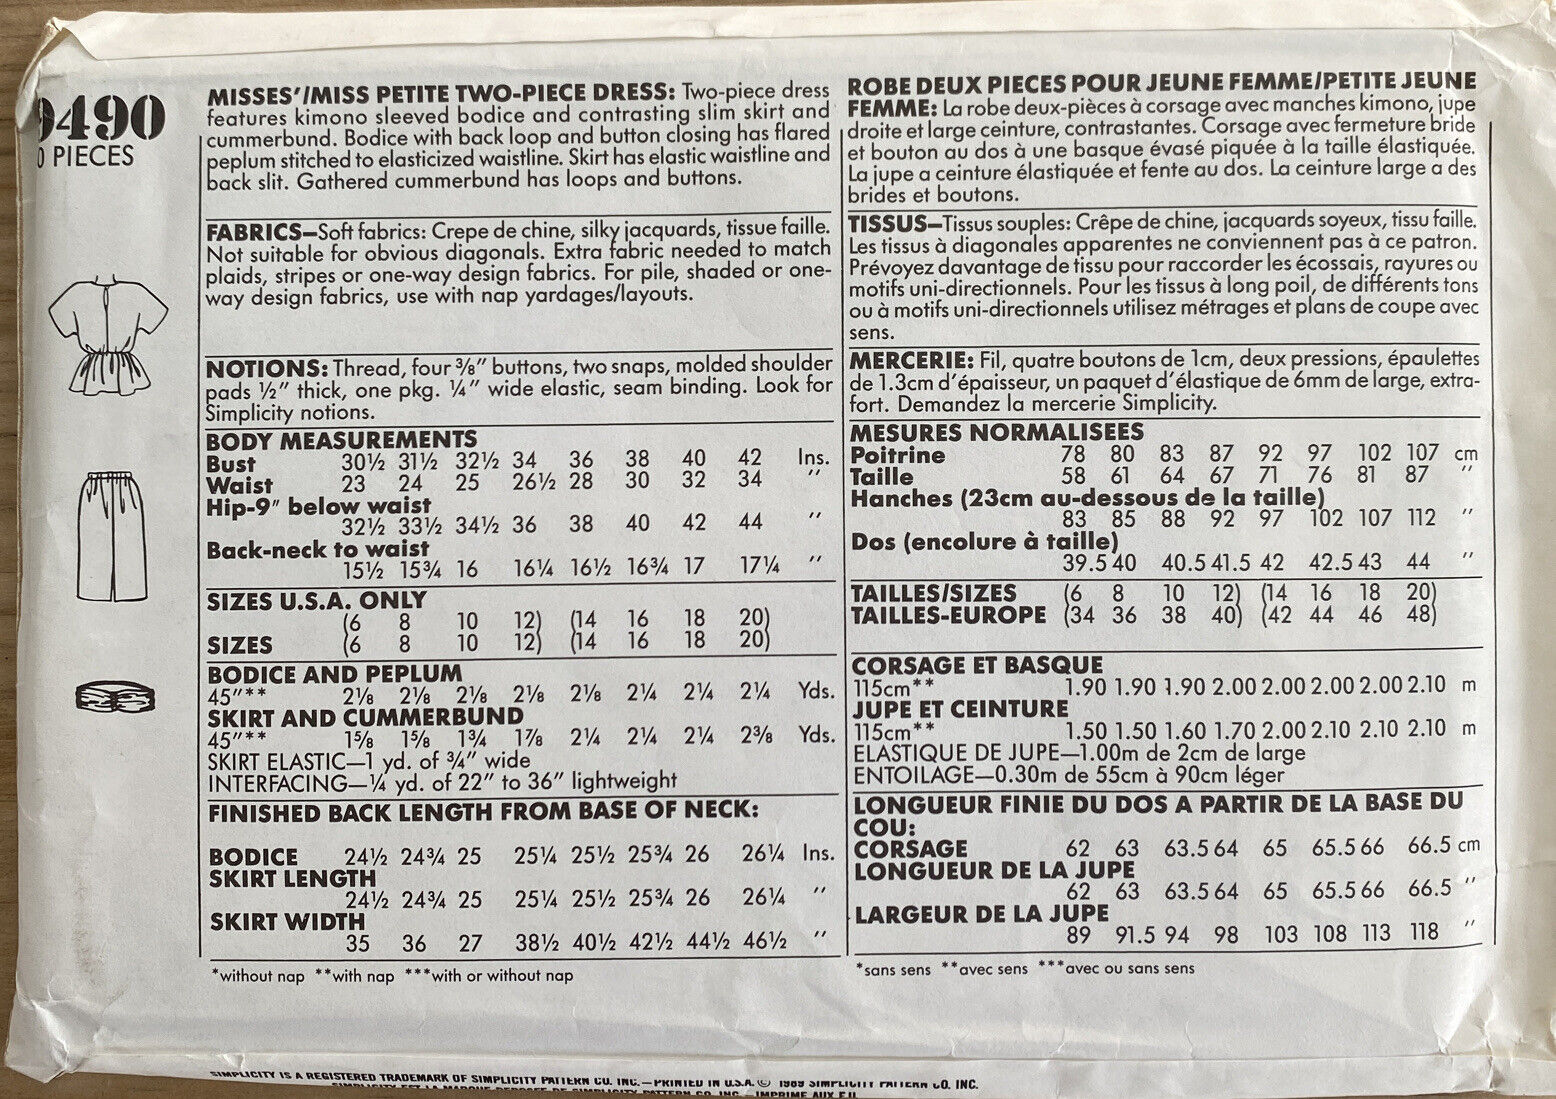 9490
0 PIECES
MISSES'/MISS PETITE TWO-PIECE DRESS: Two-piece dress
features kimono sleeved bodice and contrasting slim skirt and
cummerbund. Bodice with back loop and button closing has flared
peplum stitched to elasticized waistline. Skirt has elastic waistline and
back slit. Gathered cummerbund has loops and buttons.
FABRICS—Soft fabrics: Crepe de chine, silky jacquards, tissue faille.
Not suitable for obvious diagonals. Extra fabric needed to match
plaids, stripes or one-way design fabrics. For pile, shaded or one-
way design fabrics, use with nap yardages/layouts.
NOTIONS: Thread, four 3/8" buttons, two snaps, molded shoulder
pads ½" thick, one pkg. ¼" wide elastic, seam binding. Look for
Simplicity notions.
BODY MEASUREMENTS
Bust 30½ 31½ 32½ 34 36 38 40 42 Ins.
Waist 23 24 25 26½ 28 30 32 34 "
Hip-9" below waist
32½ 33½ 34½ 36 38 40 42 44 "
Back-neck to waist
15½ 15¾ 16 16¼ 16½ 16¾ 17 17¼ "
SIZES U.S.A. ONLY
(6 8 10 12) (14 16 18 20)
SIZES (6 8 10 12) (14 16 18 20)
BODICE AND PEPLUM
45"** 2⅛ 2⅛ 2⅛ 2⅛ 2⅛ 2¼ 2¼ 2¼ Yds.
SKIRT AND CUMMERBUND
45"** 1⅝ 1⅝ 1¾ 1⅞ 2¼ 2¼ 2¼ 2⅜ Yds.
SKIRT ELASTIC—1 yd. of ¾" wide
INTERFACING—¼ yd. of 22" to 36" lightweight
FINISHED BACK LENGTH FROM BASE OF NECK:
BODICE 24½ 24¾ 25 25¼ 25½ 25¾ 26 26¼ Ins.
SKIRT LENGTH
24½ 24¾ 25 25¼ 25½ 25¾ 26 26¼ "
SKIRT WIDTH
35 36 27 38½ 40½ 42½ 44½ 46½ "
*without nap **with nap ***with or without nap
ROBE DEUX PIECES POUR JEUNE FEMME/PETITE JEUNE
FEMME: La robe deux-pièces à corsage avec manches kimono, jupe
droite et large ceinture, contrastantes. Corsage avec fermeture bride
et bouton au dos à une basque évasé piquée à la taille élastiquée.
La jupe a ceinture élastiquée et fente au dos. La ceinture large a des
brides et boutons.
TISSUS—Tissus souples: Crêpe de chine, jacquards soyeux, tissu faille.
Les tissus à diagonales apparentes ne conviennent pas à ce patron.
Prévoyez davantage de tissu pour raccorder les écossais, rayures ou
motifs uni-directionnels. Pour les tissus à long poil, de différents tons
ou à motifs uni-directionnels utilisez métrages et plans de coupe avec
sens.
MERCERIE: Fil, quatre boutons de 1cm, deux pressions, épaulettes
de 1.3cm d'épaisseur, un paquet d'élastique de 6mm de large, extra-
fort. Demandez la mercerie Simplicity.
MESURES NORMALISEES
Poitrine 78 80 83 87 92 97 102 107 cm
Taille 58 61 64 67 71 76 81 87 "
Hanches (23cm au-dessous de la taille)
83 85 88 92 97 102 107 112 "
Dos (encolure à taille)
39.5 40 40.5 41.5 42 42.5 43 44 "
TAILLES/SIZES (6 8 10 12) (14 16 18 20)
TAILLES-EUROPE (34 36 38 40) (42 44 46 48)
CORSAGE ET BASQUE
115cm** 1.90 1.90 1.90 2.00 2.00 2.00 2.00 2.10 m
JUPE ET CEINTURE
115cm** 1.50 1.50 1.60 1.70 2.00 2.10 2.10 2.10 m
ELASTIQUE DE JUPE—1.00m de 2cm de large
ENTOILAGE—0.30m de 55cm à 90cm léger
LONGUEUR FINIE DU DOS A PARTIR DE LA BASE DU
COU:
CORSAGE 62 63 63.5 64 65 65.5 66 66.5 cm
LONGUEUR DE LA JUPE
62 63 63.5 64 65 65.5 66 66.5 "
LARGEUR DE LA JUPE
89 91.5 94 98 103 108 113 118 "
*sans sens **avec sens ***avec ou sans sens
SIMPLICITY IS A REGISTERED TRADEMARK OF SIMPLICITY PATTERN CO. INC.—PRINTED IN U.S.A. © 1989 SIMPLICITY PATTERN CO. INC.
SIMPLICITY EST LA MARQUE DEPOSEE DE SIMPLICITY PATTERN CO. INC.—IMPRIME AUX E.U.